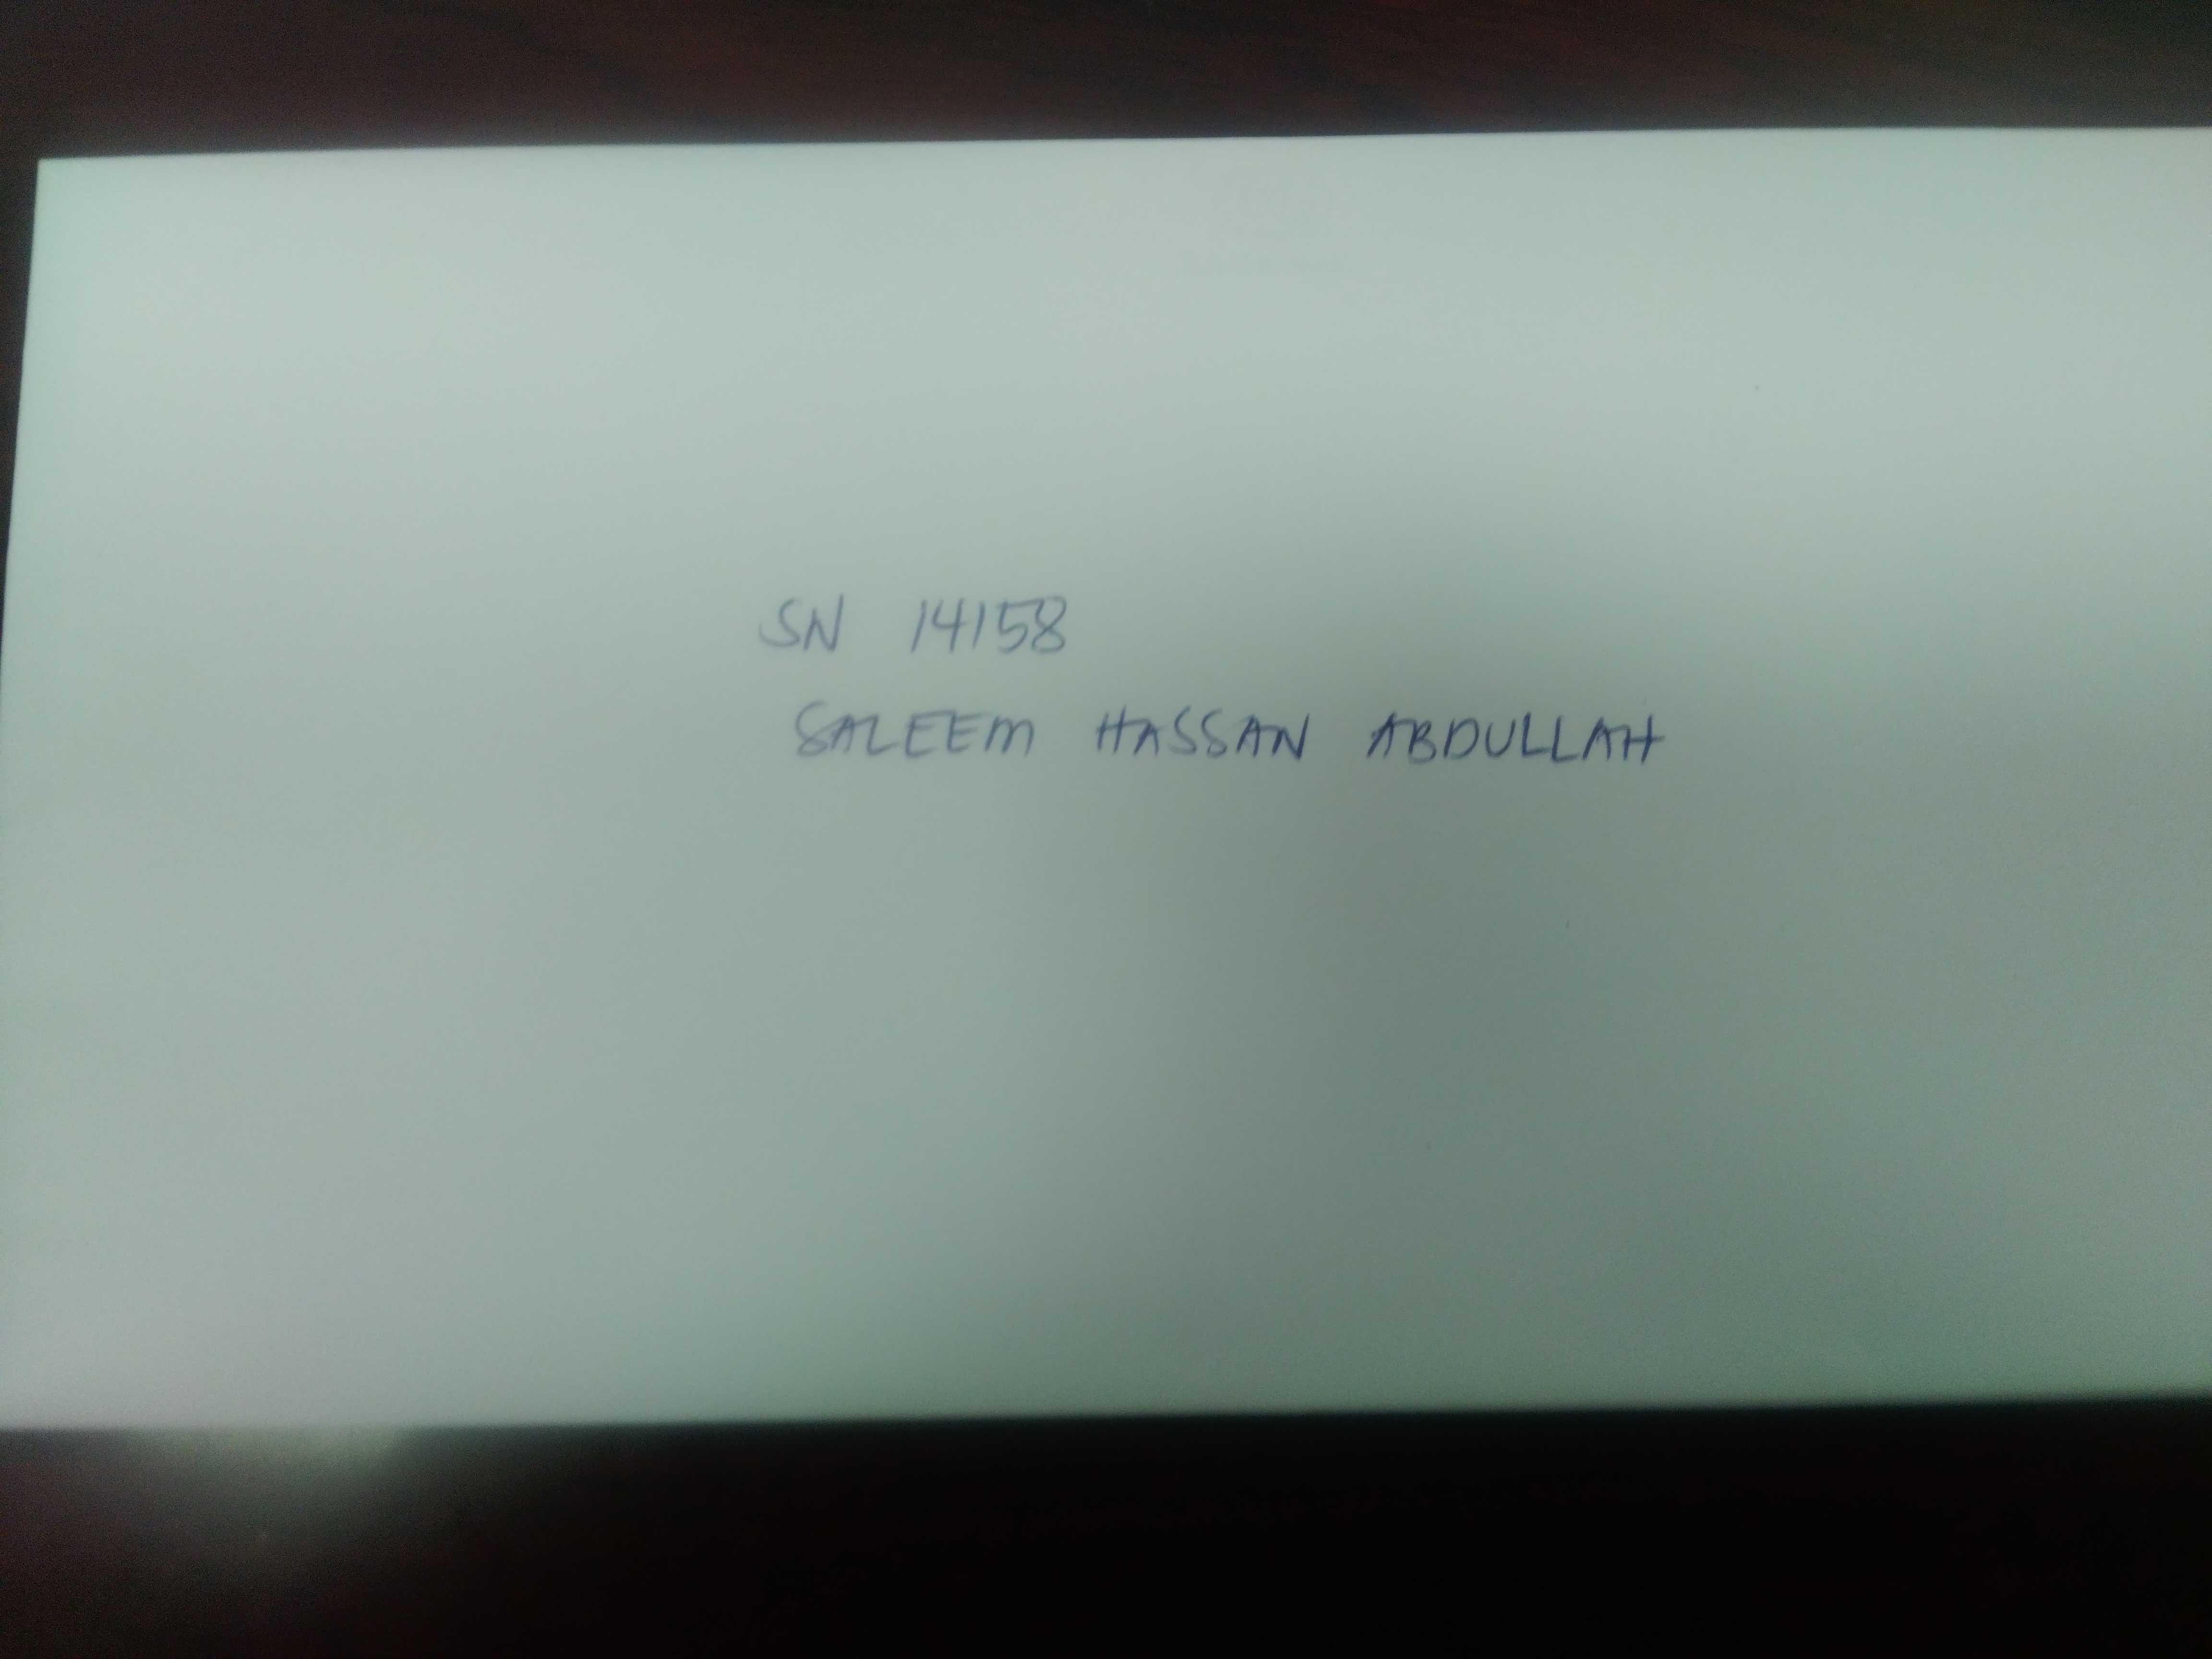 SN 14158
SALEEM HASSAN ABDULLAH